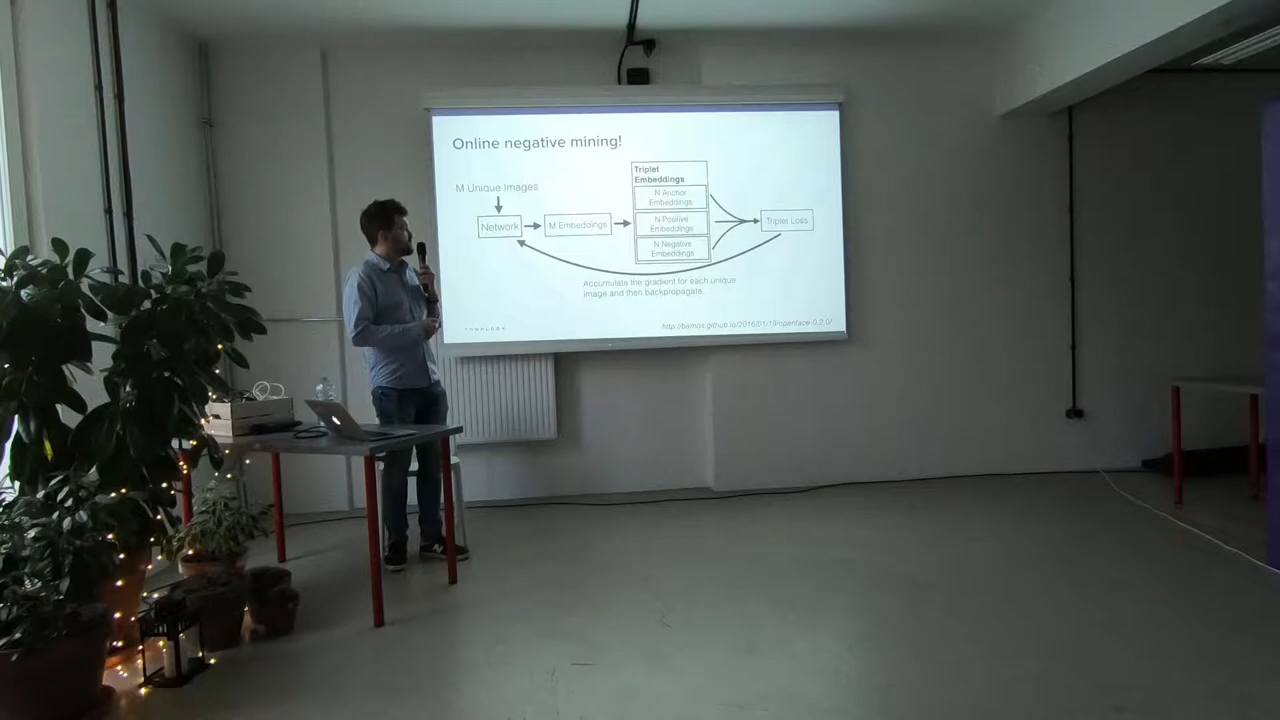 Online negative mining!
M Unique Images
Network
M Embeddings
Triplet
Embeddings
N Anchor
Embeddings
N Positive
Embeddings
N Negative
Embeddings
Triplet Loss
Accumulate the gradient for each unique
image and then backpropagate.
TOOPLOOX
http://bamos.github.io/2016/01/19/openface-0.2.0/